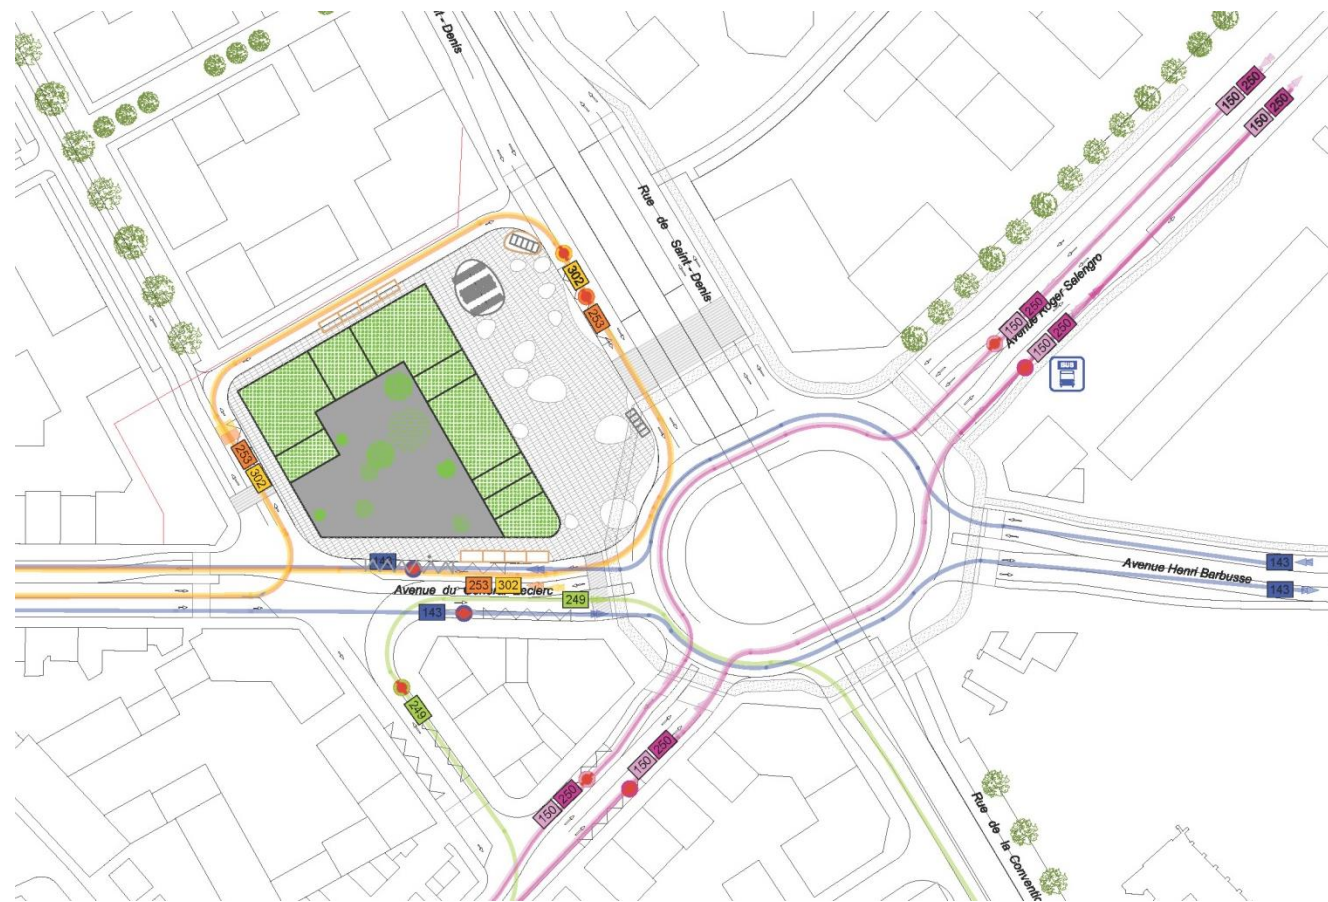 t - Denis
150 250
150 250
Rue de Saint - Denis
302
253
Avenue Roger Salengro
150 250
150 250
BUS
253
302
143
253 302
Avenue du Général Leclerc
249
143
143
Avenue Henri Barbusse
143
249
150 250
150 250
Rue de la Conventio